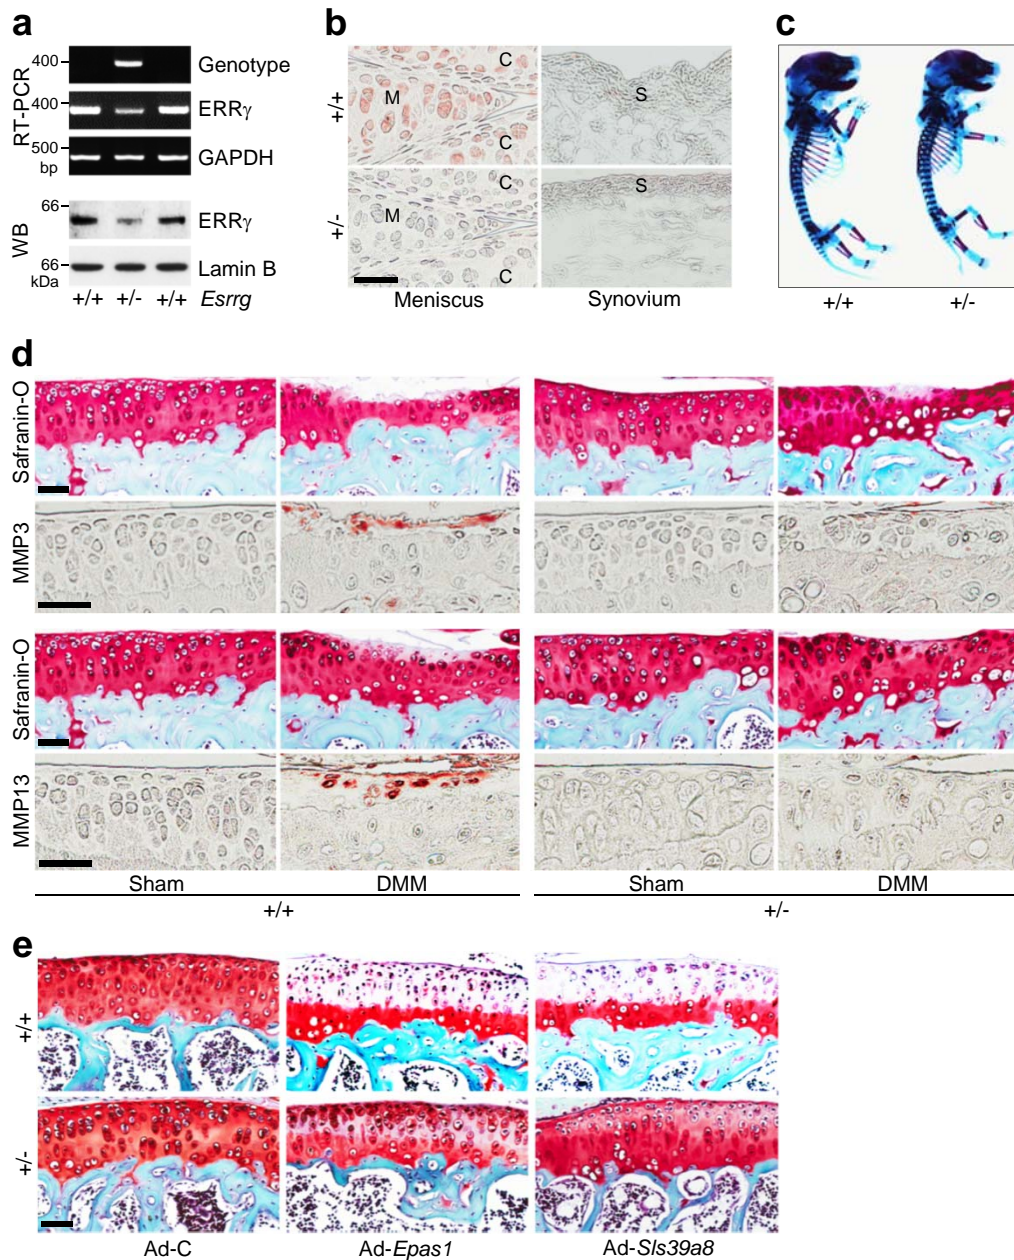 a
RT-PCR
400
Genotype
400
ERRγ
500
bp
GAPDH
WB
66
ERRγ
66
kDa
Lamin B
+/+ +/- +/+ Esrrg
b
+/+
C
M
C
S
+/-
C
M
C
S
Meniscus Synovium
c
+/+ +/-
d
Safranin-O
MMP3
Safranin-O
MMP13
Sham DMM Sham DMM
+/+ +/-
e
+/+
+/-
Ad-C Ad-Epas1 Ad-Sls39a8